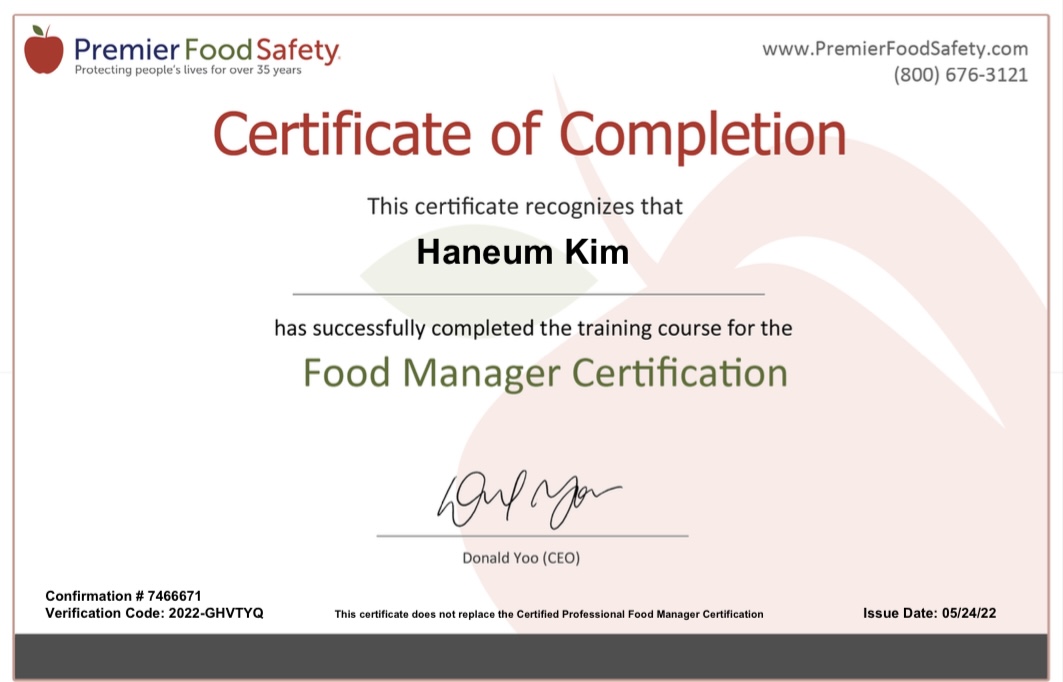 Premier Food Safety.
Protecting people's lives for over 35 years
www.PremierFoodSafety.com
(800) 676-3121
Certificate of Completion
This certificate recognizes that
Haneum Kim
has successfully completed the training course for the
Food Manager Certification
Donald Yoo (CEO)
Confirmation # 7466671
Verification Code: 2022-GHVTYQ
This certificate does not replace the Certified Professional Food Manager Certification
Issue Date: 05/24/22